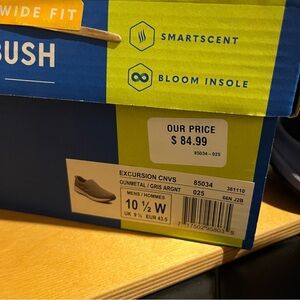 WIDE FIT
BUSH
SMARTSCENT
BLOOM INSOLE
OUR PRICE
$ 84.99
85034-025
EXCURSION CNVS 85034 381110
GUNMETAL / GRIS ARGNT 025
MENS / HOMMES
10 ½ W
UK 9 ½ EUR 43.5